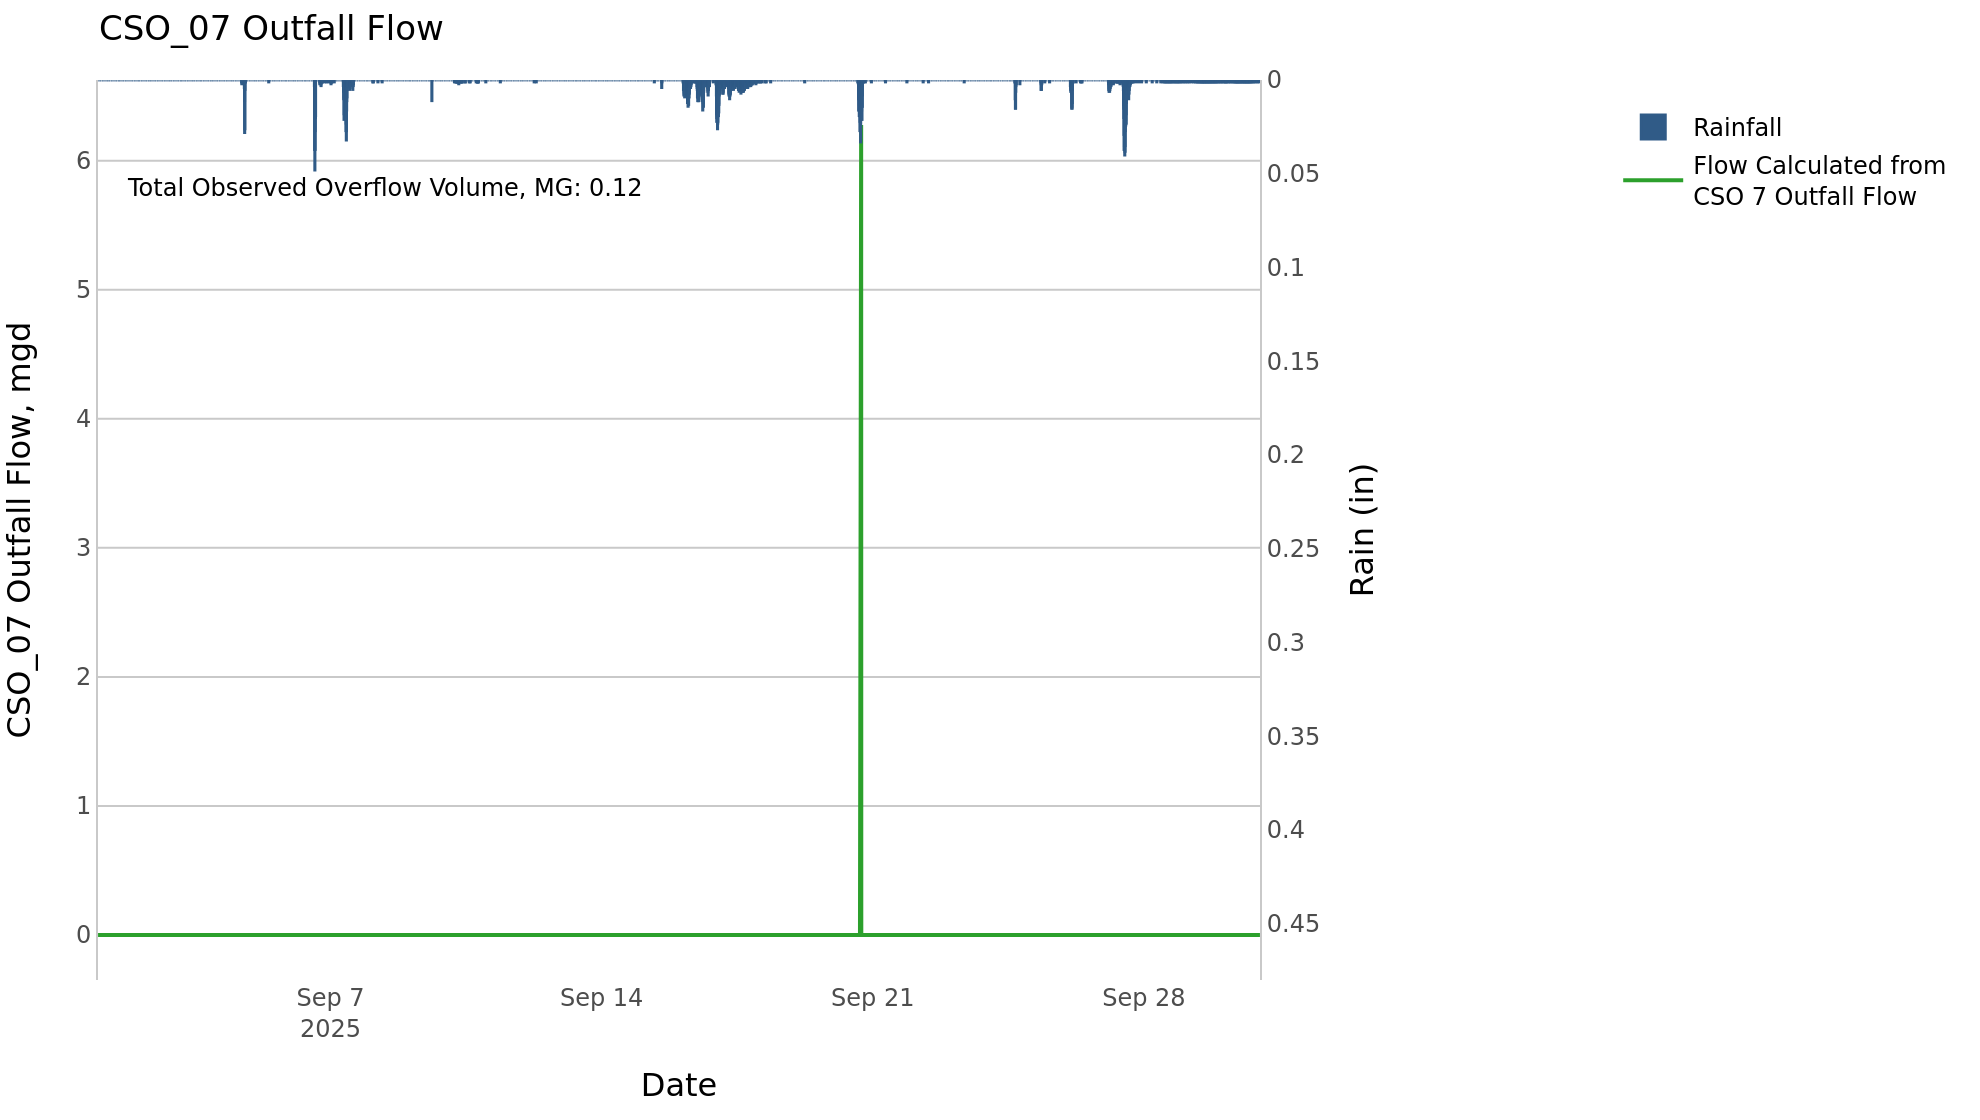 CSO_07 Outfall Flow
Total Observed Overflow Volume, MG: 0.12
CSO_07 Outfall Flow, mgd
6
5
4
3
2
1
0
0
0.05
0.1
0.15
0.2
0.25
0.3
0.35
0.4
0.45
Rain (in)
Sep 7
2025
Sep 14
Sep 21
Sep 28
Date
Rainfall
Flow Calculated from
CSO 7 Outfall Flow